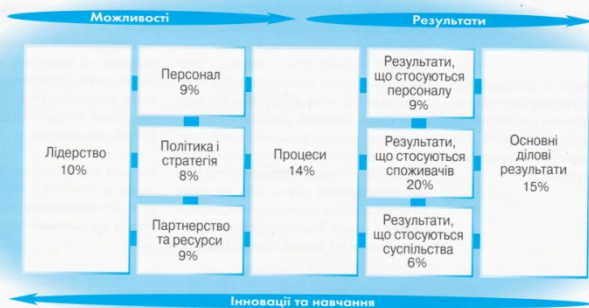 Можливості
Результати
Лідерство
10%
Персонал
9%
Політика і
стратегія
8%
Партнерство
та ресурси
9%
Процеси
14%
Результати,
що стосуються
персоналу
9%
Результати,
що стосуються
споживачів
20%
Результати,
що стосуються
суспільства
6%
Основні
ділові
результати
15%
Інновації та навчання